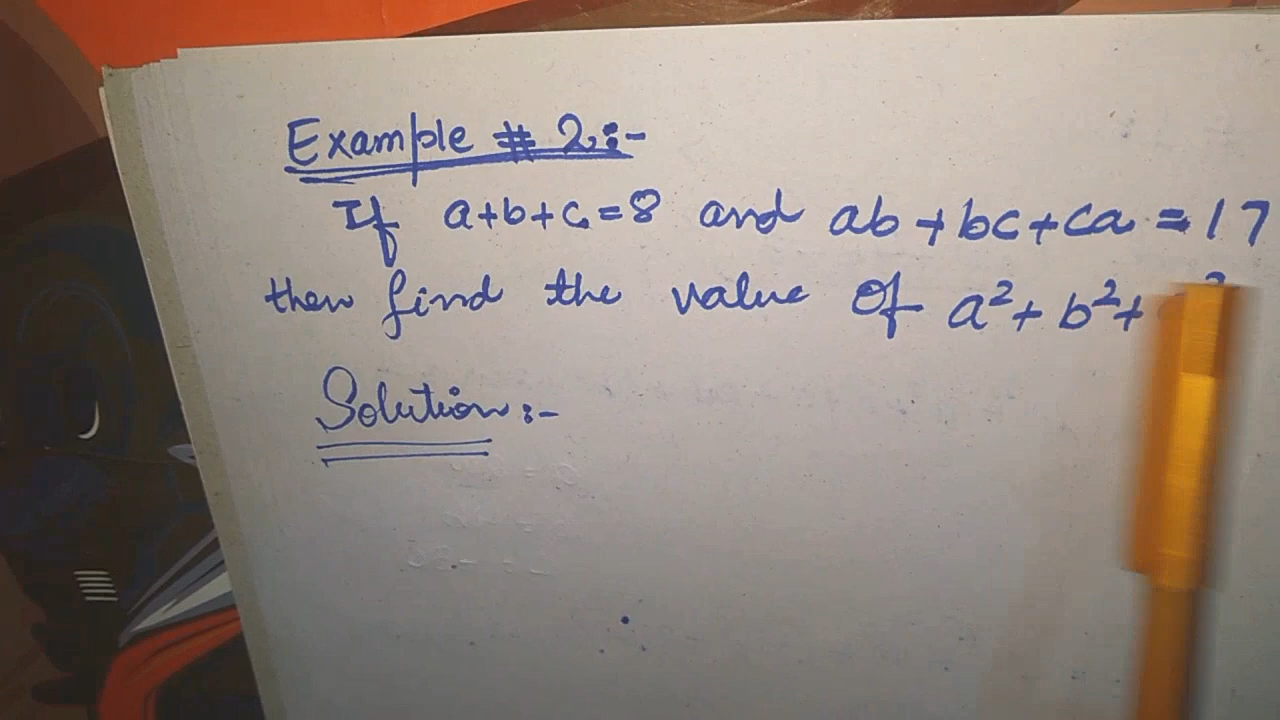 Example # 2:-
If a+b+c=8 and ab+bc+ca=17
then find the value of a²+b²+
Solution:-